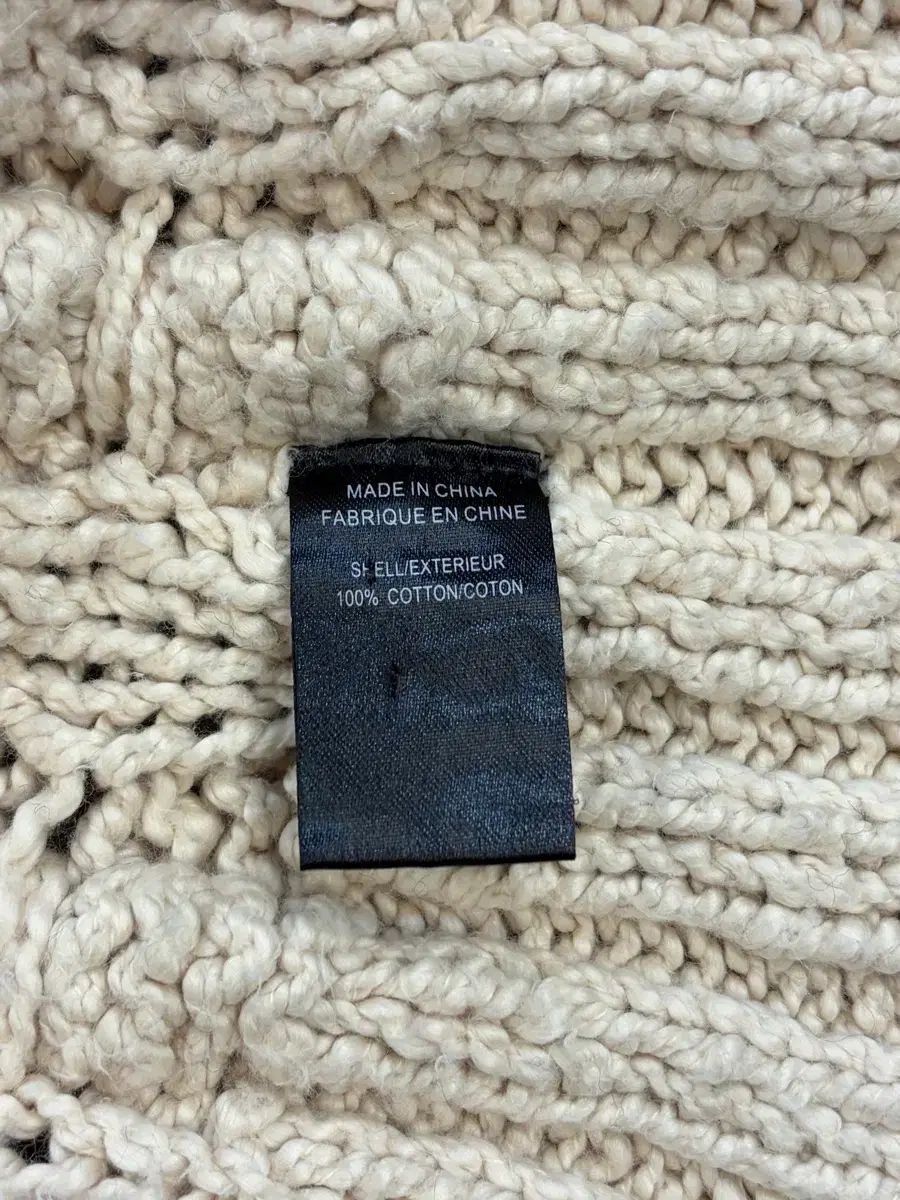 MADE IN CHINA
FABRIQUE EN CHINE
SHELL/EXTERIEUR
100% COTTON/COTON